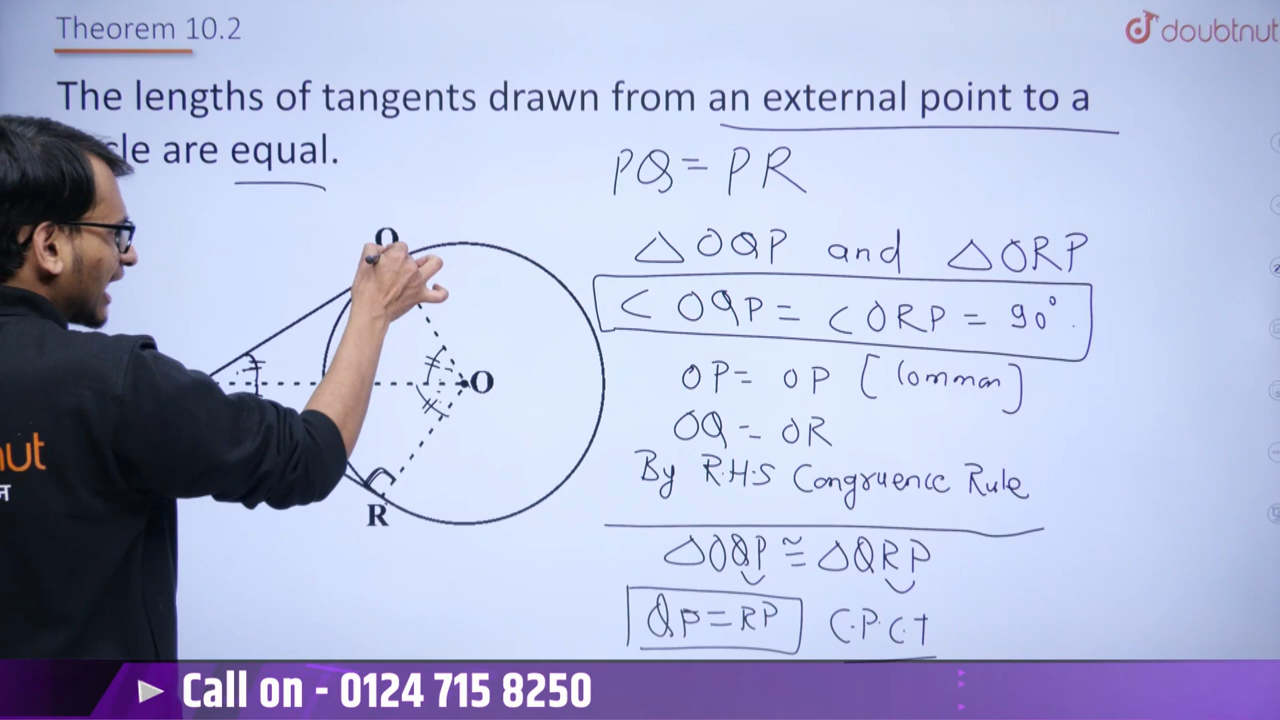 Theorem 10.2
doubtnut
The lengths of tangents drawn from an external point to a
cle are equal.
PQ = PR
△OQP and △ORP
∠OQP = ∠ORP = 90°
OP = OP [Common]
OQ = OR
By R.H.S Congruence Rule
△OQP ≅ △QRP
QP = RP C.P.C.T
O
R
nut
Call on - 0124 715 8250